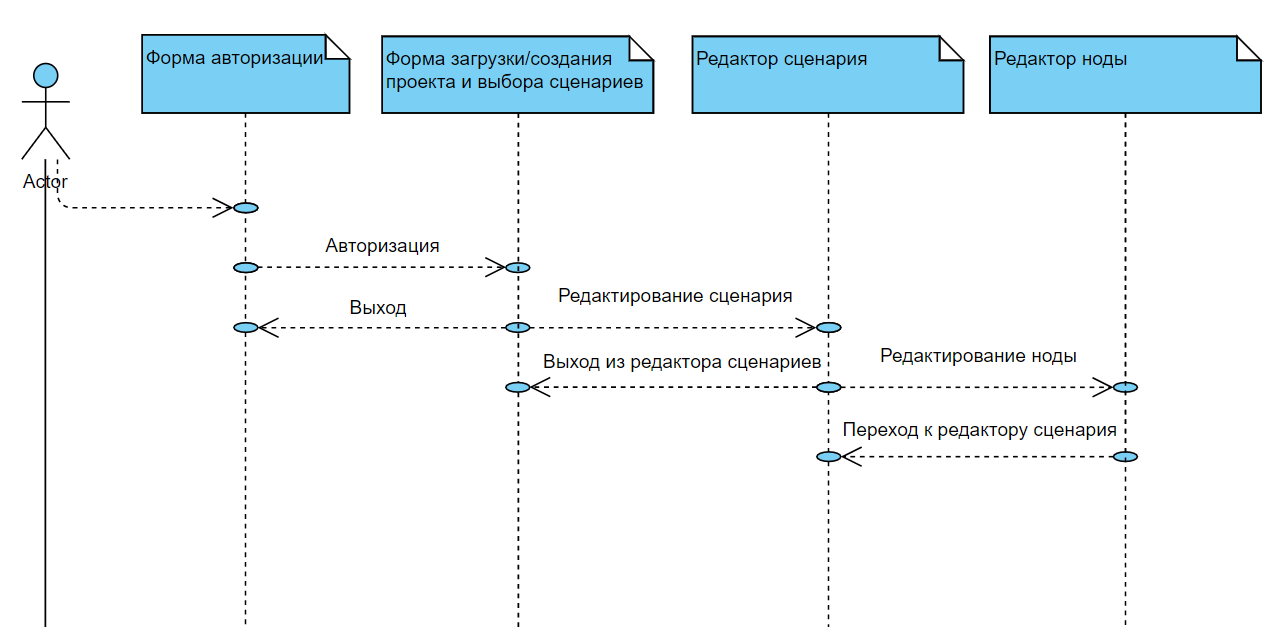 Форма авторизации
Форма загрузки/создания
проекта и выбора сценариев
Редактор сценария
Редактор ноды
Actor
Авторизация
Редактирование сценария
Выход
Выход из редактора сценариев
Редактирование ноды
Переход к редактору сценария